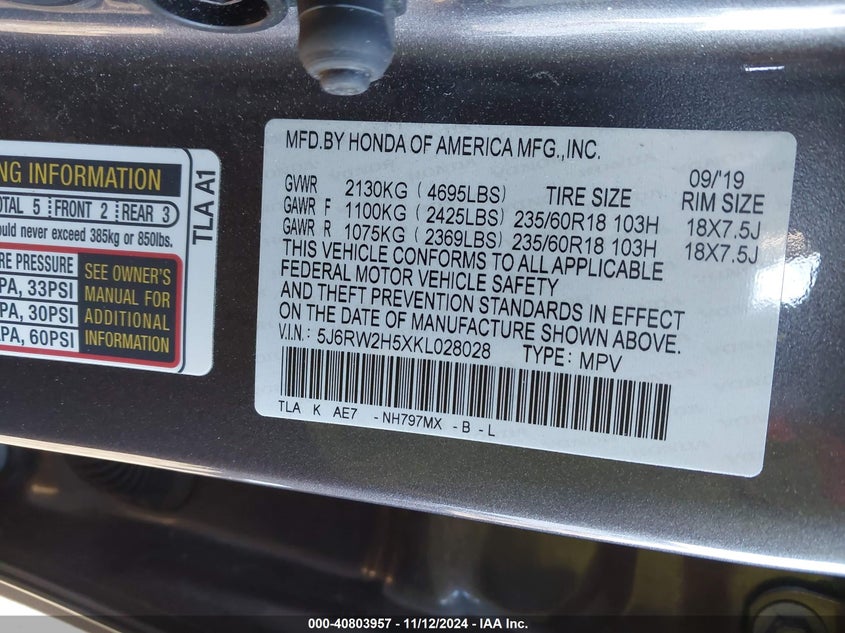 NG INFORMATION
OTAL 5 FRONT 2 REAR 3
ould never exceed 385kg or 850lbs.
RE PRESSURE
PA, 33PSI
PA, 30PSI
PA, 60PSI
SEE OWNER'S
MANUAL FOR
ADDITIONAL
INFORMATION
TLA A1
MFD.BY HONDA OF AMERICA MFG.,INC.
09/'19
GVWR 2130KG (4695LBS) TIRE SIZE RIM SIZE
GAWR F 1100KG (2425LBS) 235/60R18 103H 18X7.5J
GAWR R 1075KG (2369LBS) 235/60R18 103H 18X7.5J
THIS VEHICLE CONFORMS TO ALL APPLICABLE
FEDERAL MOTOR VEHICLE SAFETY
AND THEFT PREVENTION STANDARDS IN EFFECT
ON THE DATE OF MANUFACTURE SHOWN ABOVE.
V.I.N: 5J6RW2H5XKL028028 TYPE: MPV
TLA K AE7 -NH797MX -B-L
000-40803957 - 11/12/2024 - IAA Inc.